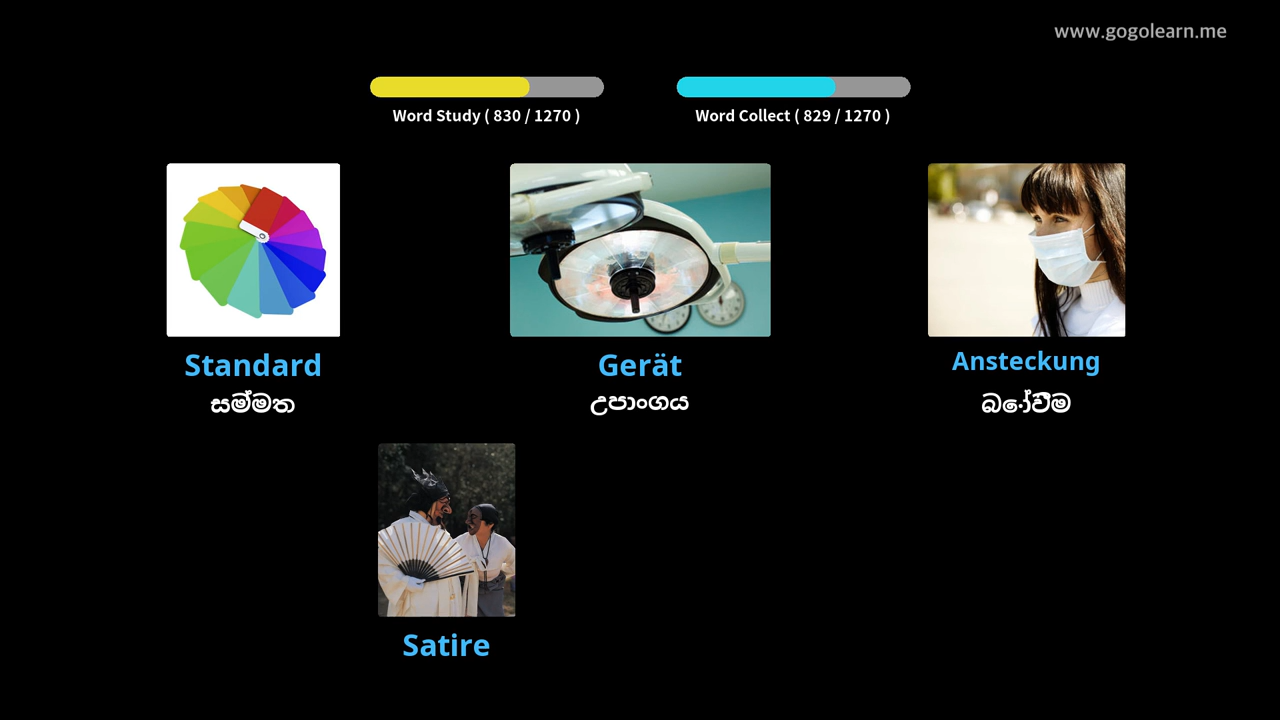 www.gogolearn.me
Word Study ( 830 / 1270 )
Word Collect ( 829 / 1270 )
Standard
Gerät
Ansteckung
සම්මත
උපාංගය
බෝවීම
Satire